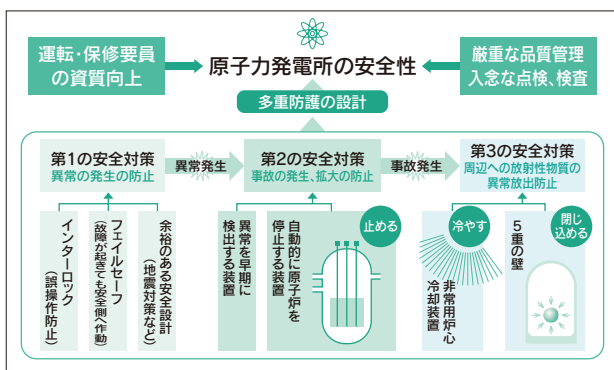 運転・保修要員
の資質向上
原子力発電所の安全性
厳重な品質管理
入念な点検、検査
多重防護の設計
第1の安全対策
異常の発生の防止
異常発生
第2の安全対策
事故の発生、拡大の防止
事故発生
第3の安全対策
周辺への放射性物質の
異常放出防止
インターロック
(誤操作防止)
フェイルセーフ
(故障が起きても安全側へ作動)
余裕のある安全設計
(地震対策など)
異常を早期に
検出する装置
自動的に原子炉を
停止する装置
止める
冷やす
非常用炉心
冷却装置
5重の壁
閉じ
込める